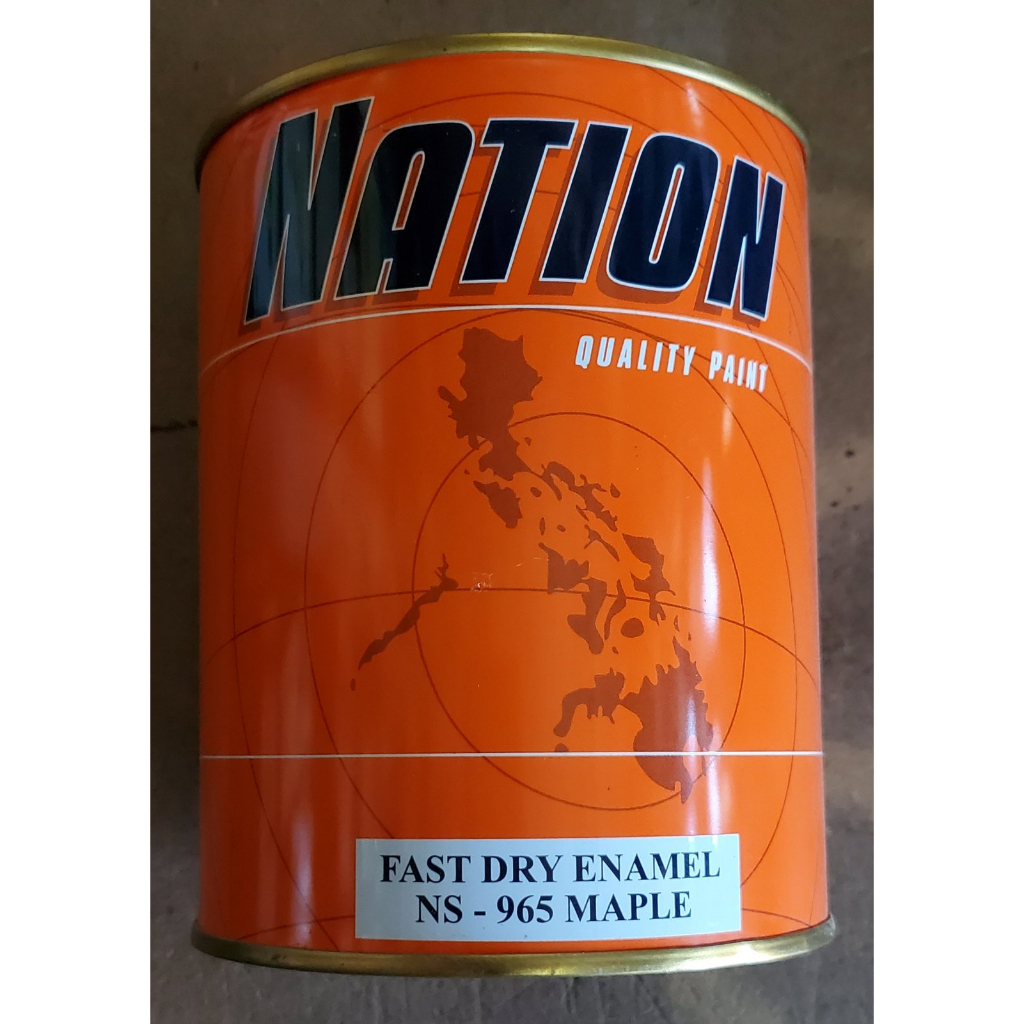 NATION
QUALITY PAINT
FAST DRY ENAMEL
NS - 965 MAPLE